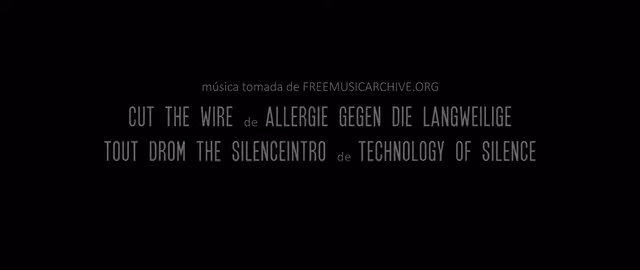 música tomada de FREEMUSICARCHIVE.ORG
CUT THE WIRE de ALLERGIE GEGEN DIE LANGWEILIGE
TOUT DROM THE SILENCEINTRO de TECHNOLOGY OF SILENCE